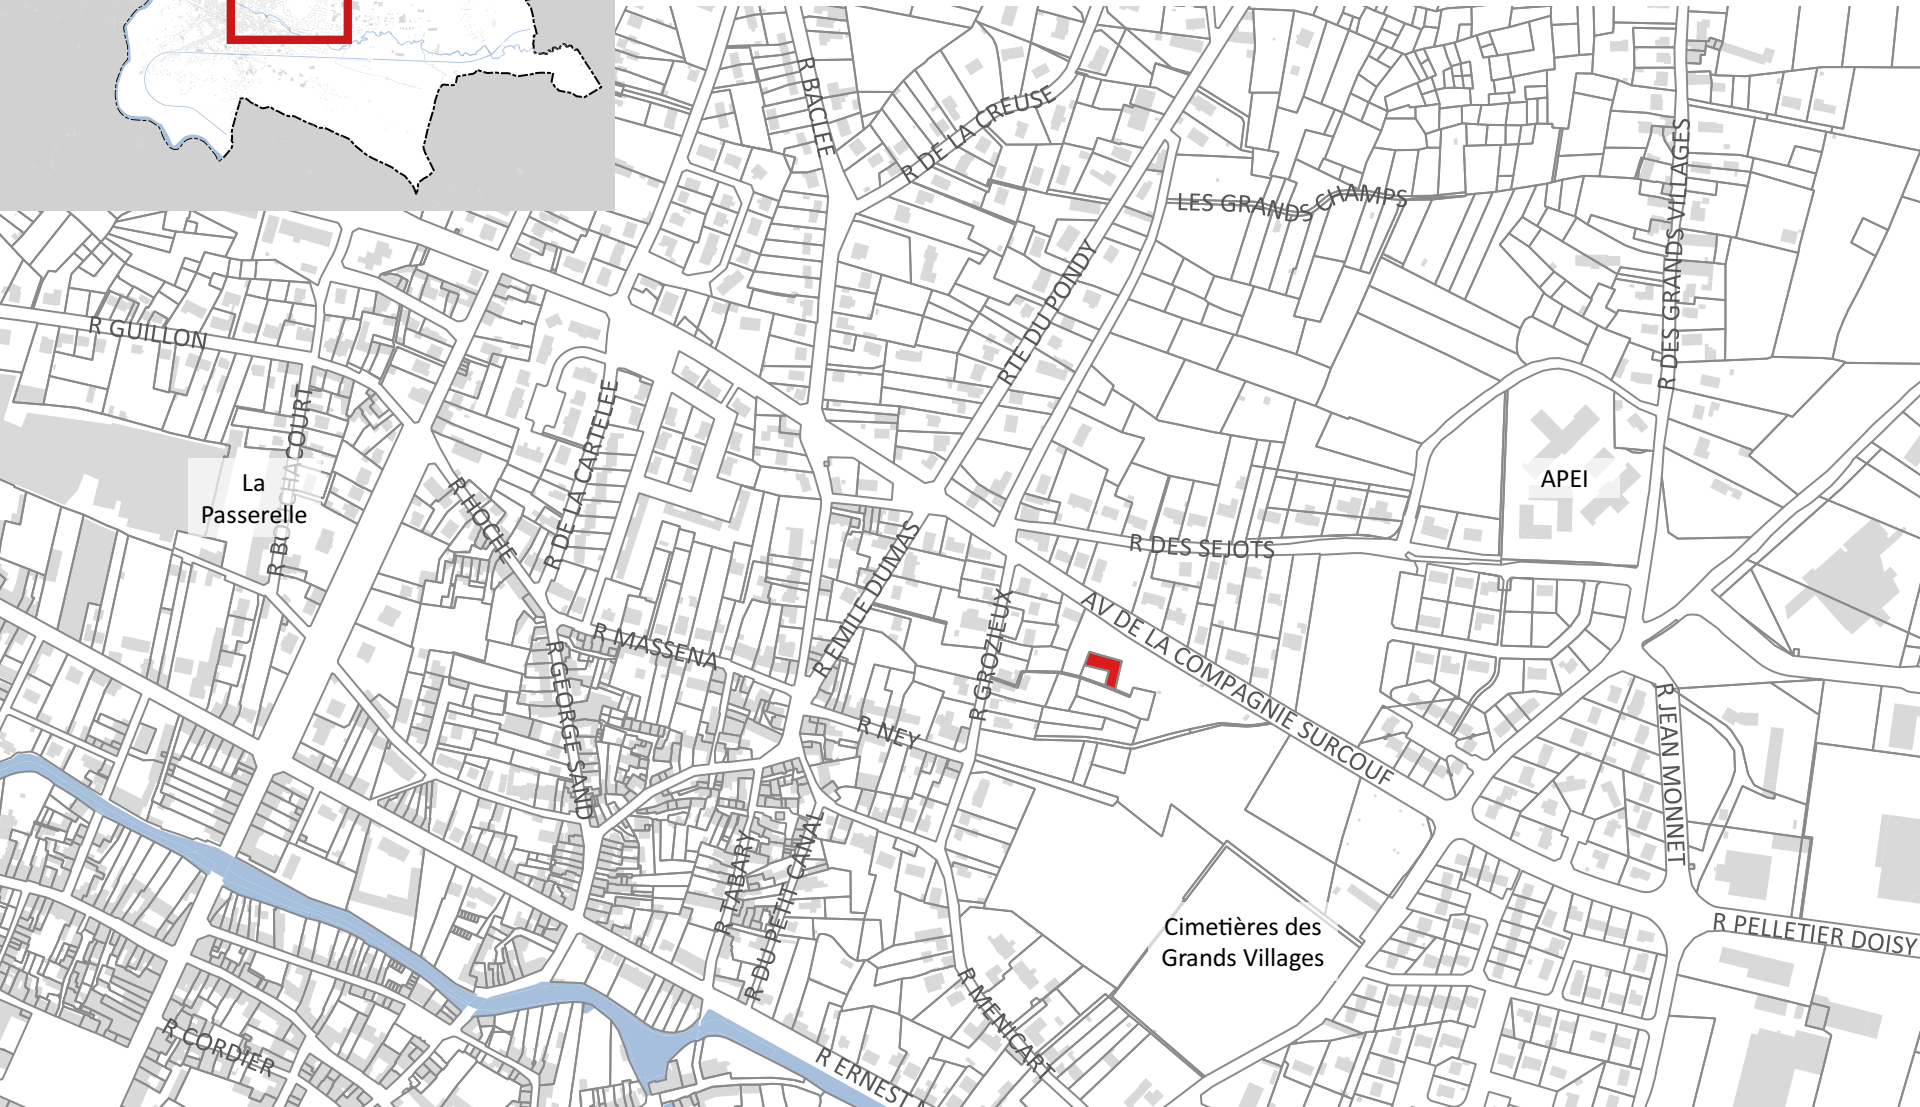 R BACLE
R DE LA CREUSE
LES GRANDS CHAMPS
R DES GRANDS VILLAGES
RTE DU PONDY
R GUILLON
R DE LA CARTELEE
La
Passerelle
R HOCHE
APEI
R EMILE DUMAS
R DES SEJOTS
AV DE LA COMPAGNIE SURCOUF
R GROZIEUX
R MASSENA
R GEORGE SAND
R NEY
R JEAN MONNET
R TABARY
R DU PETIT CANAL
Cimetières des
Grands Villages
R PELLETIER DOISY
R MENICART
R CORDIER
R ERNEST